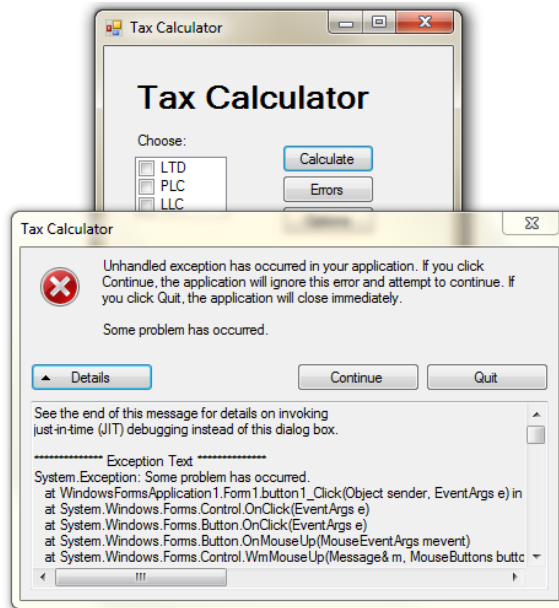 Tax Calculator
Tax Calculator
Choose:
LTD
PLC
LLC
Calculate
Errors
Options
Tax Calculator
Unhandled exception has occurred in your application. If you click
Continue, the application will ignore this error and attempt to continue. If
you click Quit, the application will close immediately.
Some problem has occurred.
Details
Continue
Quit
See the end of this message for details on invoking
just-in-time (JIT) debugging instead of this dialog box.
************** Exception Text **************
System.Exception: Some problem has occurred.
at WindowsFormsApplication1.Form1.button1_Click(Object sender, EventArgs e) in
at System.Windows.Forms.Control.OnClick(EventArgs e)
at System.Windows.Forms.Button.OnClick(EventArgs e)
at System.Windows.Forms.Button.OnMouseUp(MouseEventArgs mevent)
at System.Windows.Forms.Control.WmMouseUp(Message& m, MouseButtons butto